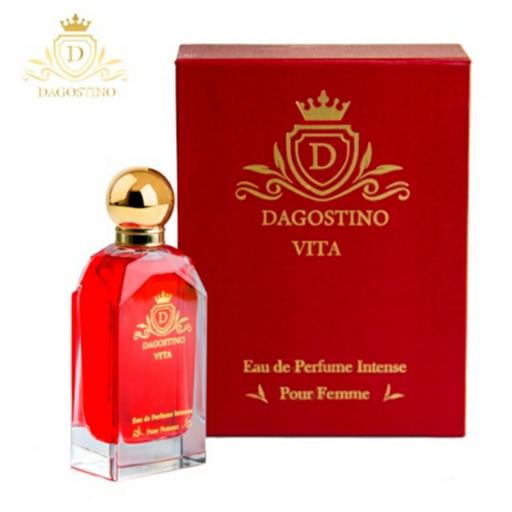 D
DAGOSTINO
D
DAGOSTINO
VITA
Eau de Perfume Intense
Pour Femme
D
DAGOSTINO
VITA
Eau de Perfume Intense
Pour Femme